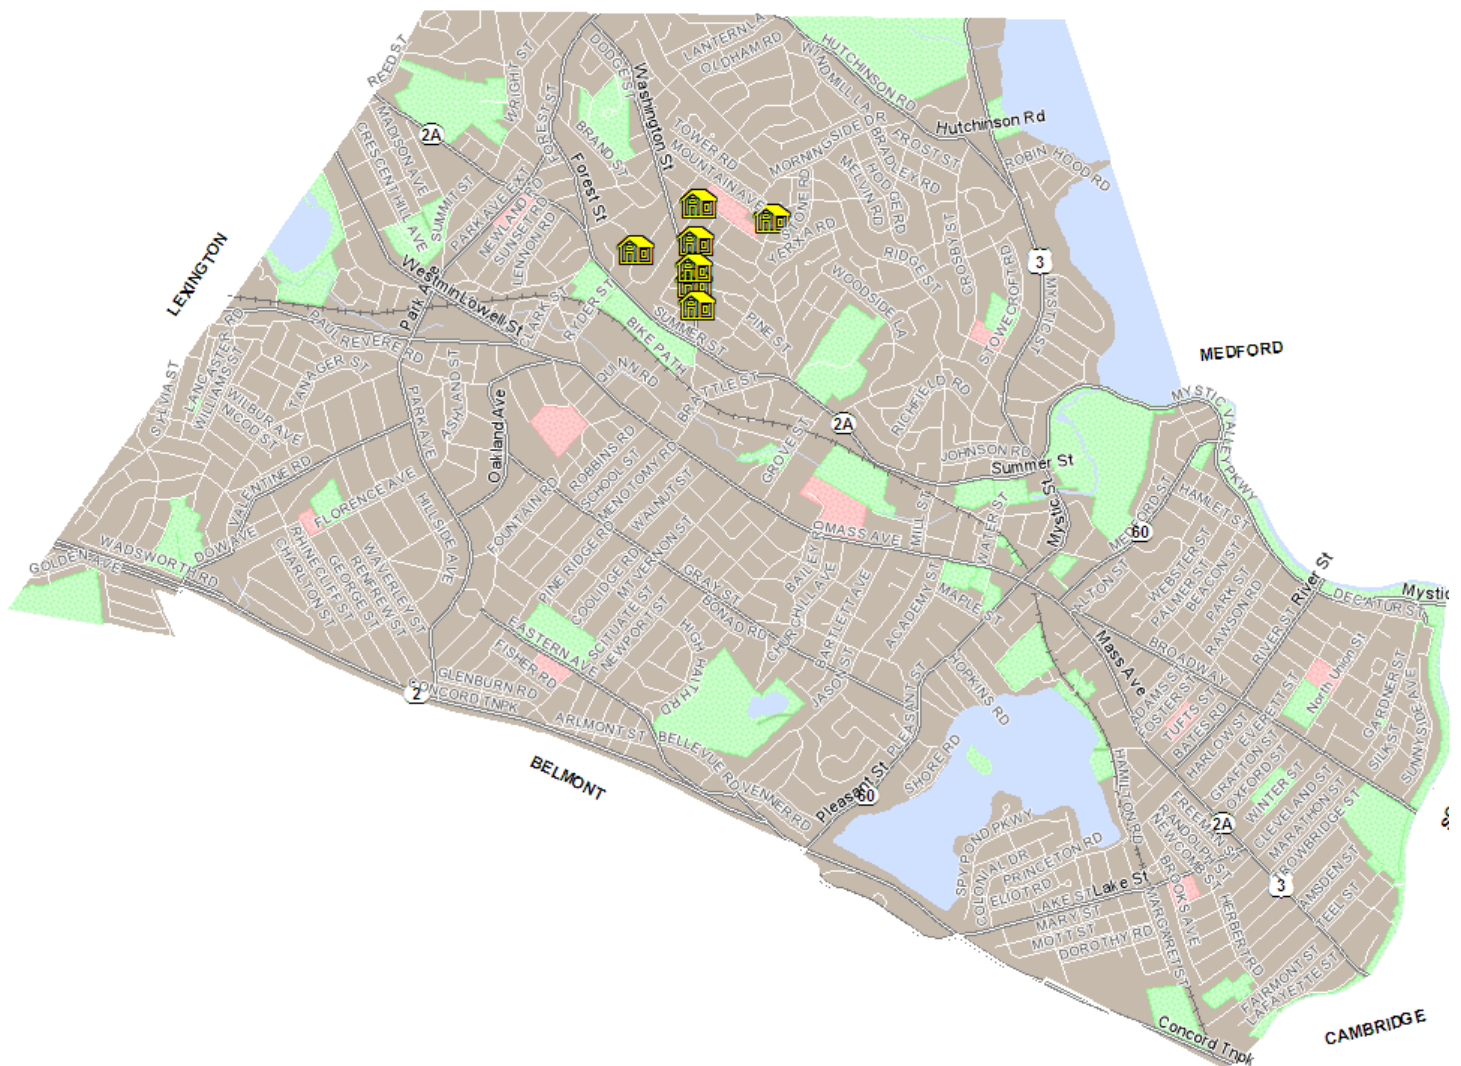 LANTERN LA
OLDHAM RD
HUTCHINSON RD
WINDMILL LA
REED ST
DODGE ST
Washington St
WRIGHT ST
FOREST ST
2A
MADISON AVE
CRESCENT HILL AVE
BRAND ST
TOWER RD
MOUNTAIN AVE
MORNINGSIDE DR
BRADLEY RD
FROST ST
Hutchinson Rd
ROBIN HOOD RD
HODGE RD
MELVIN RD
Forest St
SUMMIT ST
PARK AVE EXT
NEWLAND RD
SUNSET RD
LENNON RD
STONE RD
YERXA RD
RIDGE ST
CROSBY ST
STOWECROFT RD
3
MYSTIC ST
WOODSIDE LA
LEXINGTON
Westmin
Lowell St
Park Ave
CLARK ST
RYDER ST
BIKE PATH
SUMMER ST
PINE ST
MEDFORD
PAUL REVERE RD
LANCASTER RD
WILLIAMS ST
SYLVIA ST
TANAGER ST
WILBUR AVE
NICOD ST
ASHLAND ST
PARK AVE
Oakland Ave
QUINN RD
BRATTLE ST
RICHFIELD RD
MYSTIC VALLEY PKWY
2A
GROVE ST
JOHNSON RD
Summer St
VALENTINE RD
FLORENCE AVE
HILLSIDE AVE
FOUNTAIN RD
ROBBINS RD
SCHOOL ST
MENOTOMY RD
WALNUT ST
MASS AVE
MILL ST
WATER ST
Mystic St
MEDFORD ST
60
HAMLET ST
WADSWORTH RD
DOW AVE
GOLDEN AVE
RHINECLIFF ST
CHARLTON ST
GEORGE ST
RENFREW ST
WAVERLEY ST
PINE RIDGE RD
COOLIDGE RD
MT VERNON ST
GRAY ST
BONAD RD
BAILEY RD
CHURCHILL AVE
BARTLETT AVE
ACADEMY ST
MAPLE ST
ALTON ST
WEBSTER ST
PALMER ST
BEACON ST
PARK ST
RAWSON RD
RIVER ST
River St
DECATUR ST
Mystic
EASTERN AVE
SCITUATE ST
NEWPORT ST
FISHER RD
HIGH HAITH RD
JASON ST
PLEASANT ST
HOPKINS RD
Mass Ave
BROADWAY
North Union St
GARDNER ST
SILK ST
SUNNYSIDE AVE
2
GLENBURN RD
CONCORD TNPK
ARLMONT ST
BELLEVUE RD
VENNER RD
BELMONT
Pleasant St
60
SHORE RD
ADAMS ST
FOSTER ST
TUFTS ST
BATES RD
HARLOW ST
EVERETT ST
GRAFTON ST
OXFORD ST
WINTER ST
CLEVELAND ST
MARATHON ST
TROWBRIDGE ST
HAMILTON RD
2A
FREEMAN ST
RANDOLPH ST
NEWCOMB ST
SPY POND PKWY
COLONIAL DR
PRINCETON RD
ELIOT RD
LAKE ST
Lake St
BROOKS AVE
MARGARET ST
HERBERT RD
3
AMSDEN ST
TEEL ST
MARY ST
MOTT ST
DOROTHY RD
FAIRMONT ST
LAFAYETTE ST
Concord Tnpk
CAMBRIDGE